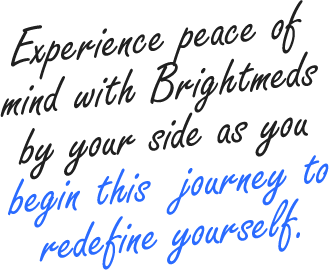 Experience peace of
mind with Brightmeds
by your side as you
begin this journey to
redefine yourself.